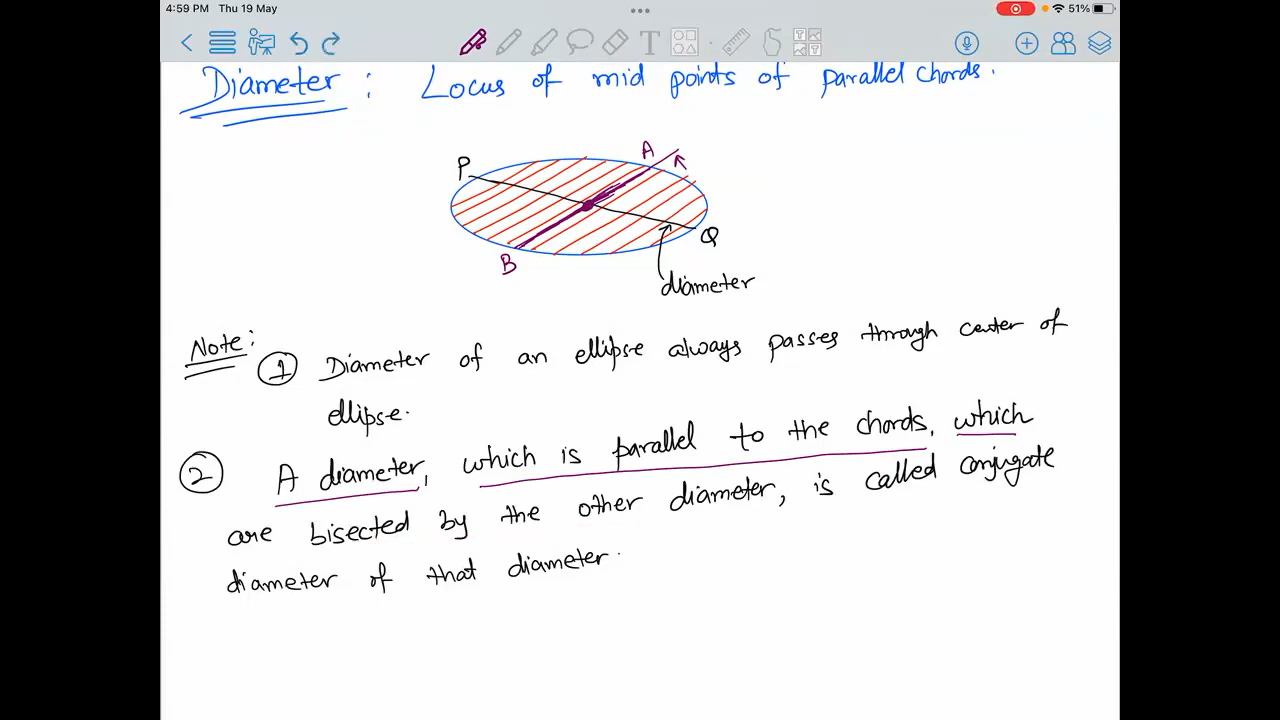 4:59 PM Thu 19 May
51%
Diameter : Locus of mid points of parallel chords.
A
P
Q
B
diameter
Note:
① Diameter of an ellipse always passes through center of
ellipse.
② A diameter, which is parallel to the chords, which
are bisected by the other diameter, is called conjugate
diameter of that diameter.